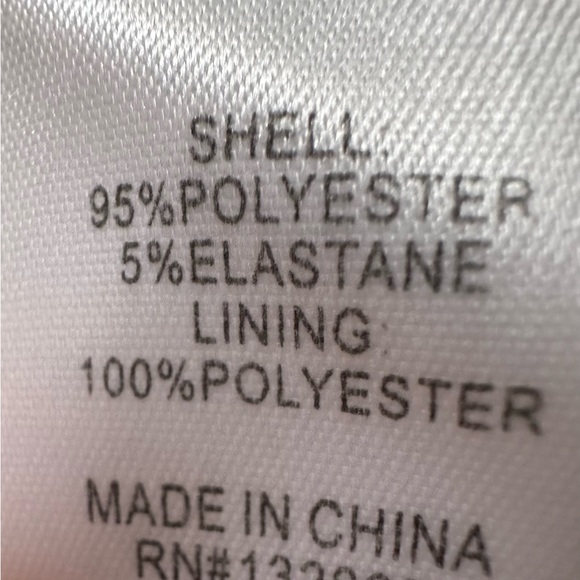 SHELL:
95%POLYESTER
5%ELASTANE
LINING:
100%POLYESTER
MADE IN CHINA